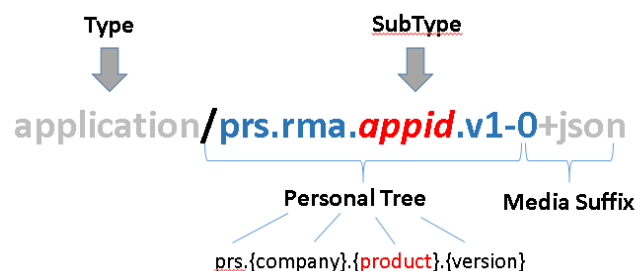 Type SubType
application/prs.rma.appid.v1-0+json
Personal Tree Media Suffix
prs.{company}.{product}.{version}